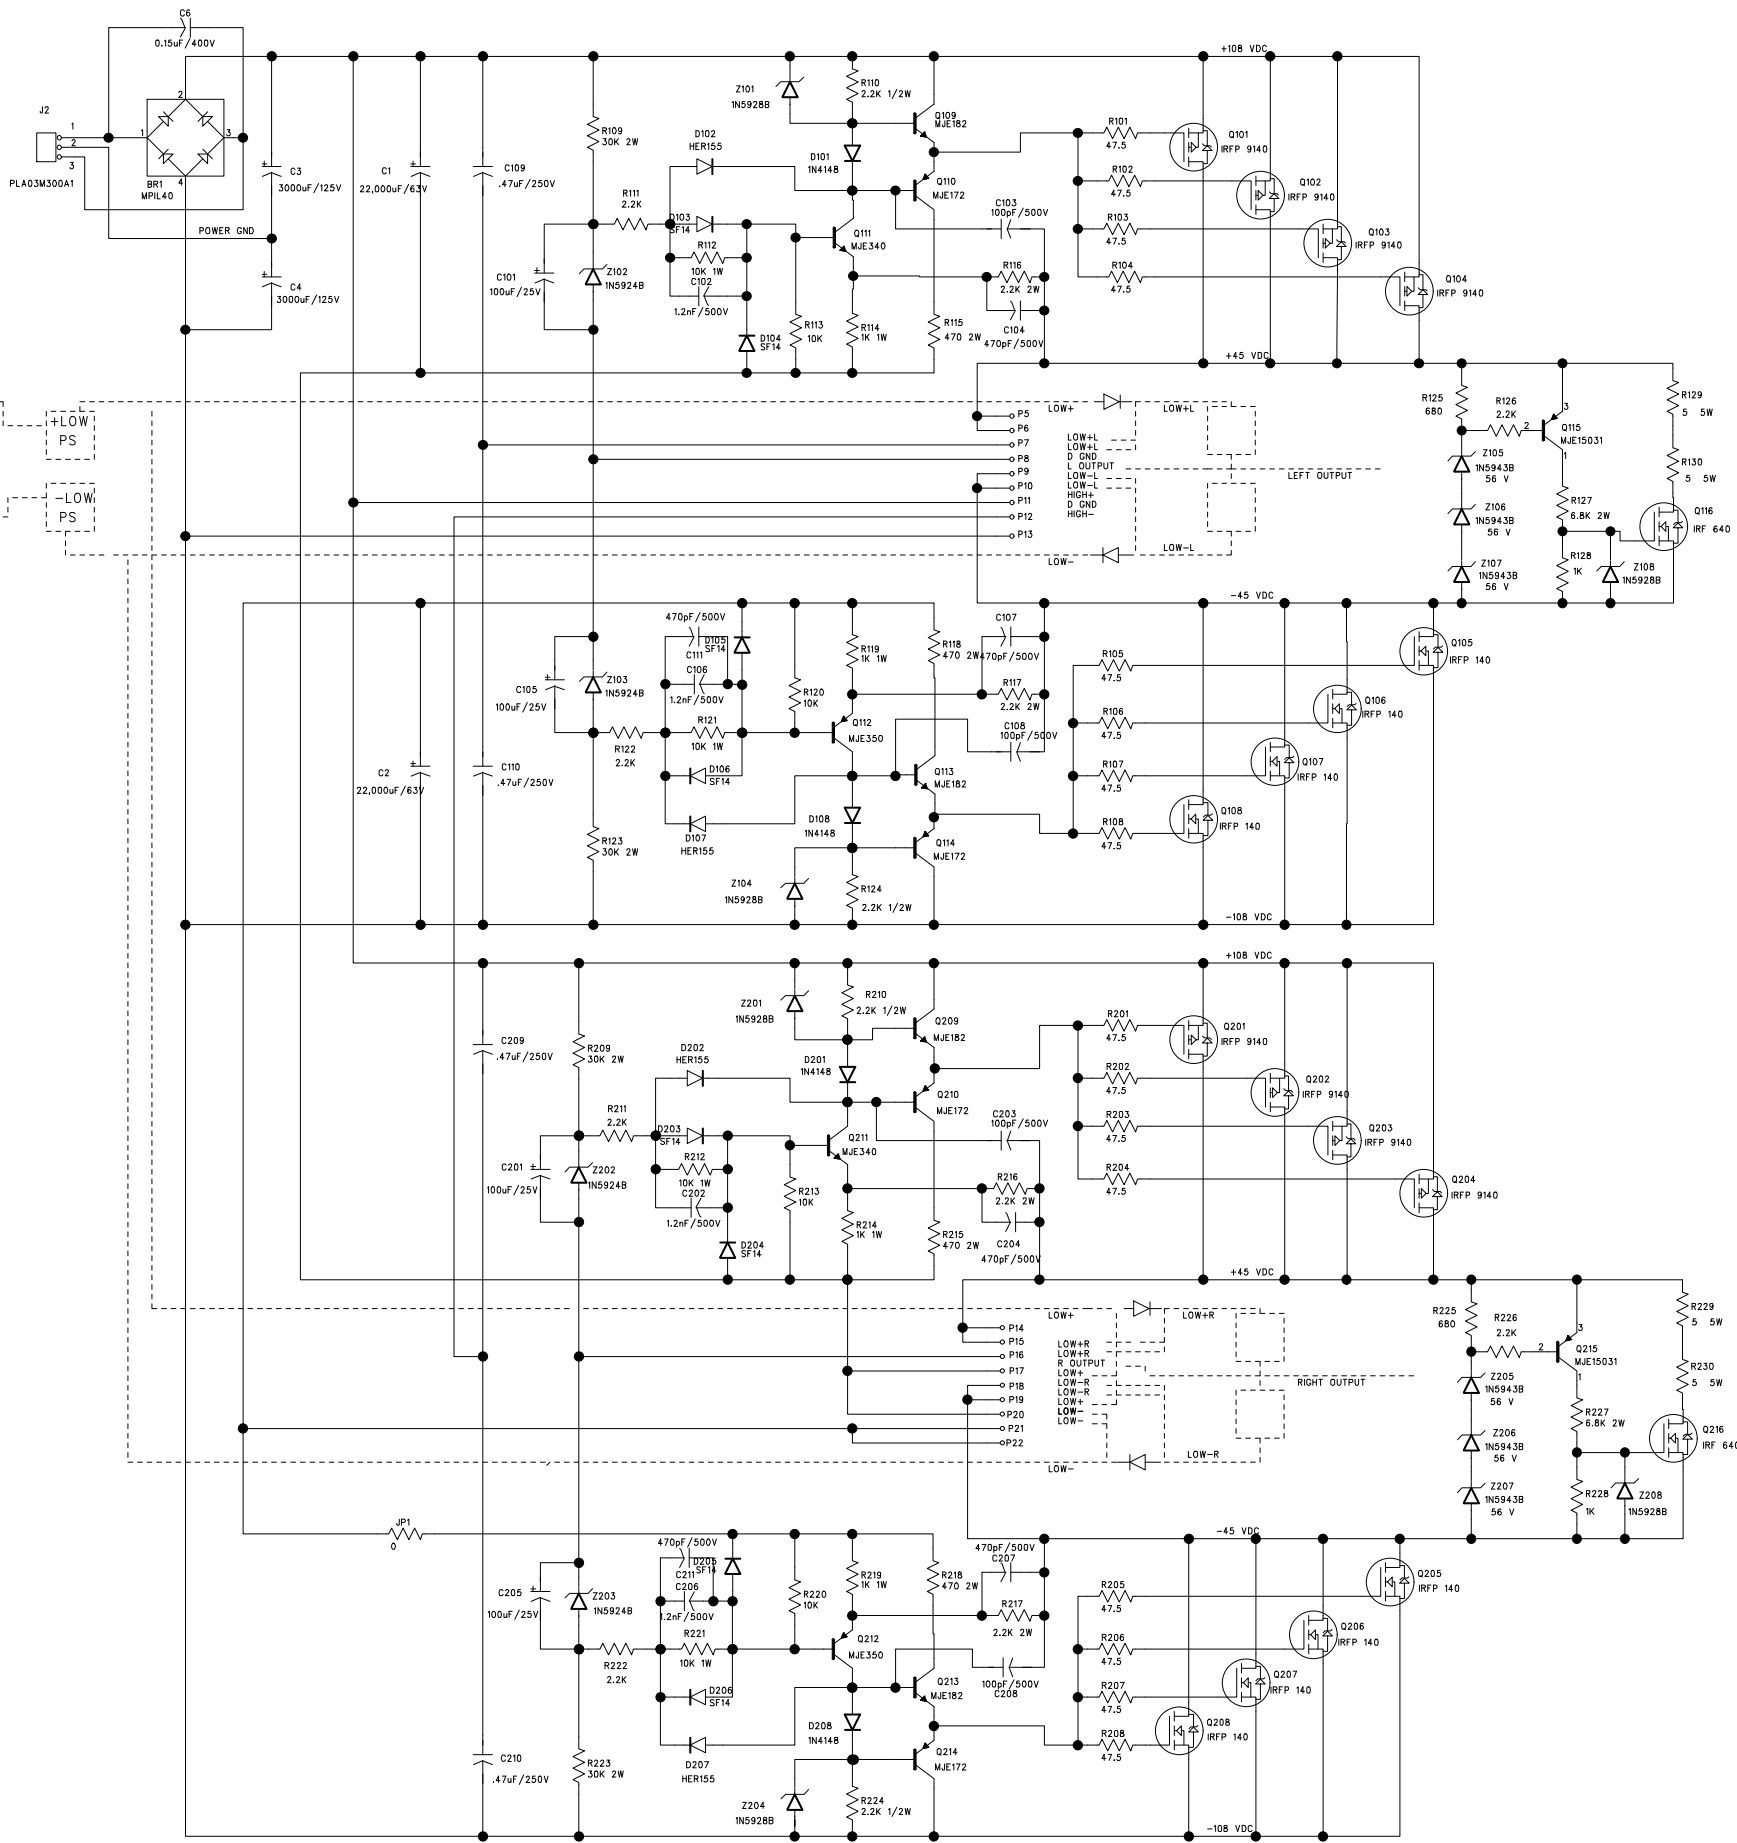 C6
0.15uF/400V
+108 VDC
J2
1
2
3
PLA03M300A1
2
1
3
4
BR1
MPIL40
POWER GND
C3
3000uF/125V
C4
3000uF/125V
C1
22,000uF/63V
C109
.47uF/250V
R109
30K 2W
R111
2.2K
C101
100uF/25V
Z102
1N5924B
D102
HER155
D103
SF14
R112
10K 1W
C102
1.2nF/500V
D104
SF14
R113
10K
Z101
1N5928B
R110
2.2K 1/2W
D101
1N4148
Q109
MJE182
Q110
MJE172
Q111
MJE340
R114
1K 1W
R115
470 2W
C103
100pF/500V
R116
2.2K 2W
C104
470pF/500V
R101
47.5
R102
47.5
R103
47.5
R104
47.5
Q101
IRFP 9140
Q102
IRFP 9140
Q103
IRFP 9140
Q104
IRFP 9140
+45 VDC
+LOW
PS
-LOW
PS
LOW+
LOW+L
P5
P6
P7
P8
P9
P10
P11
P12
P13
LOW+L
LOW+L
D GND
L OUTPUT
LOW-L
LOW-L
HIGH+
D GND
HIGH-
LEFT OUTPUT
LOW-L
LOW-
R125
680
R126
2.2K
2
3
Q115
MJE15031
1
Z105
1N5943B
56 V
Z106
1N5943B
56 V
Z107
1N5943B
56 V
R127
6.8K 2W
R128
1K
Z108
1N5928B
R129
5 5W
R130
5 5W
Q116
IRF 640
-45 VDC
C2
22,000uF/63V
C110
.47uF/250V
C105
100uF/25V
Z103
1N5924B
R122
2.2K
R123
30K 2W
470pF/500V
C111
D105
SF14
C106
1.2nF/500V
R121
10K 1W
D106
SF14
D107
HER155
R120
10K
R119
1K 1W
R118
470 2W
Q112
MJE350
Q113
MJE182
D108
1N4148
Q114
MJE172
Z104
1N5928B
R124
2.2K 1/2W
C107
470pF/500V
R117
2.2K 2W
C108
100pF/500V
R105
47.5
R106
47.5
R107
47.5
R108
47.5
Q105
IRFP 140
Q106
IRFP 140
Q107
IRFP 140
Q108
IRFP 140
-108 VDC
+108 VDC
C209
.47uF/250V
R209
30K 2W
R211
2.2K
C201
100uF/25V
Z202
1N5924B
D202
HER155
D203
SF14
R212
10K 1W
C202
1.2nF/500V
D204
SF14
R213
10K
Z201
1N5928B
R210
2.2K 1/2W
D201
1N4148
Q209
MJE182
Q210
MJE172
Q211
MJE340
R214
1K 1W
R215
470 2W
C203
100pF/500V
R216
2.2K 2W
C204
470pF/500V
R201
47.5
R202
47.5
R203
47.5
R204
47.5
Q201
IRFP 9140
Q202
IRFP 9140
Q203
IRFP 9140
Q204
IRFP 9140
+45 VDC
LOW+
LOW+R
P14
P15
P16
P17
P18
P19
P20
P21
P22
LOW+R
LOW+R
R OUTPUT
LOW+
LOW-R
LOW-R
LOW+
LOW-
LOW-
RIGHT OUTPUT
LOW-R
LOW-
R225
680
R226
2.2K
2
3
Q215
MJE15031
1
Z205
1N5943B
56 V
Z206
1N5943B
56 V
Z207
1N5943B
56 V
R227
6.8K 2W
R228
1K
Z208
1N5928B
R229
5 5W
R230
5 5W
Q216
IRF 640
-45 VDC
JP1
0
C205
100uF/25V
Z203
1N5924B
R222
2.2K
R223
30K 2W
C210
.47uF/250V
470pF/500V
C211
D205
SF14
C206
1.2nF/500V
R221
10K 1W
D206
SF14
D207
HER155
R220
10K
R219
1K 1W
R218
470 2W
Q212
MJE350
Q213
MJE182
D208
1N4148
Q214
MJE172
Z204
1N5928B
R224
2.2K 1/2W
470pF/500V
C207
R217
2.2K 2W
100pF/500V
C208
R205
47.5
R206
47.5
R207
47.5
R208
47.5
Q205
IRFP 140
Q206
IRFP 140
Q207
IRFP 140
Q208
IRFP 140
-108 VDC